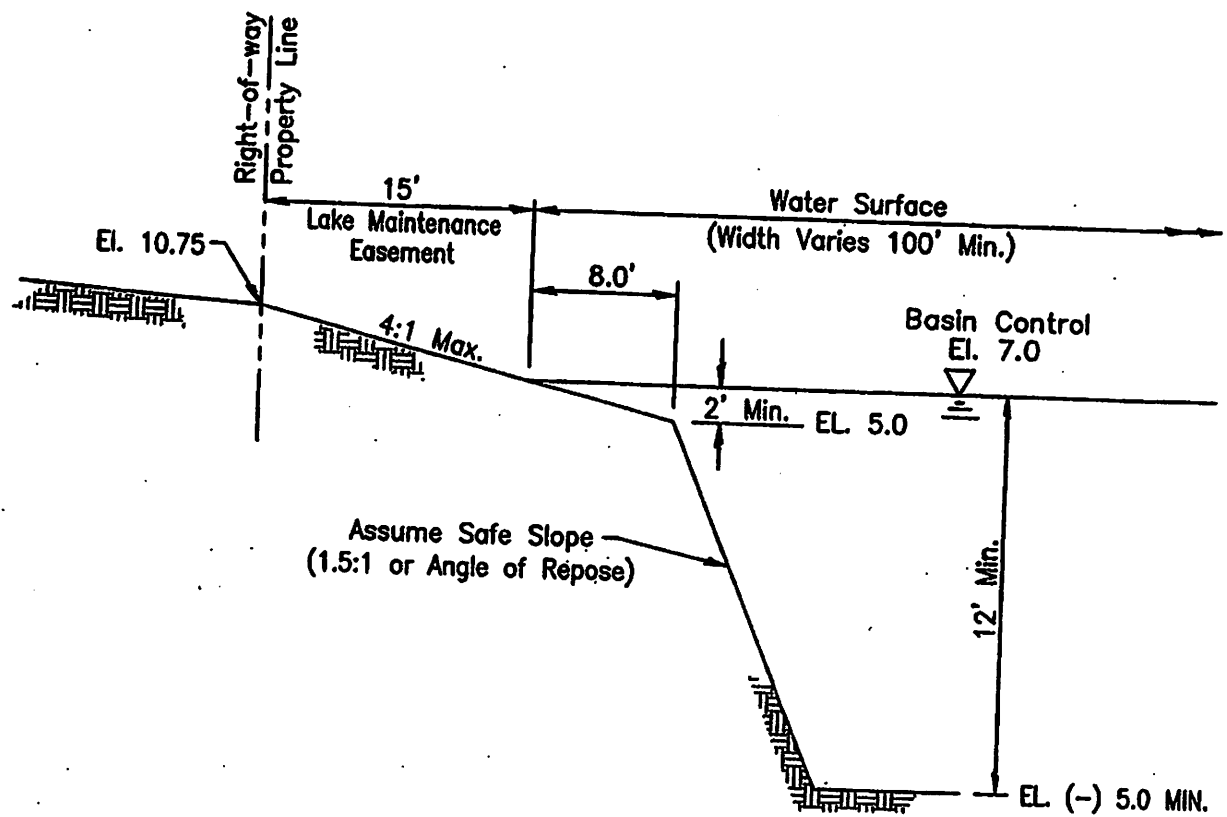 Right-of-way
Property Line
15'
Lake Maintenance
Easement
Water Surface
(Width Varies 100' Min.)
El. 10.75
8.0'
4:1 Max.
Basin Control
El. 7.0
2' Min.
EL. 5.0
Assume Safe Slope
(1.5:1 or Angle of Repose)
12' Min.
EL. (-) 5.0 MIN.